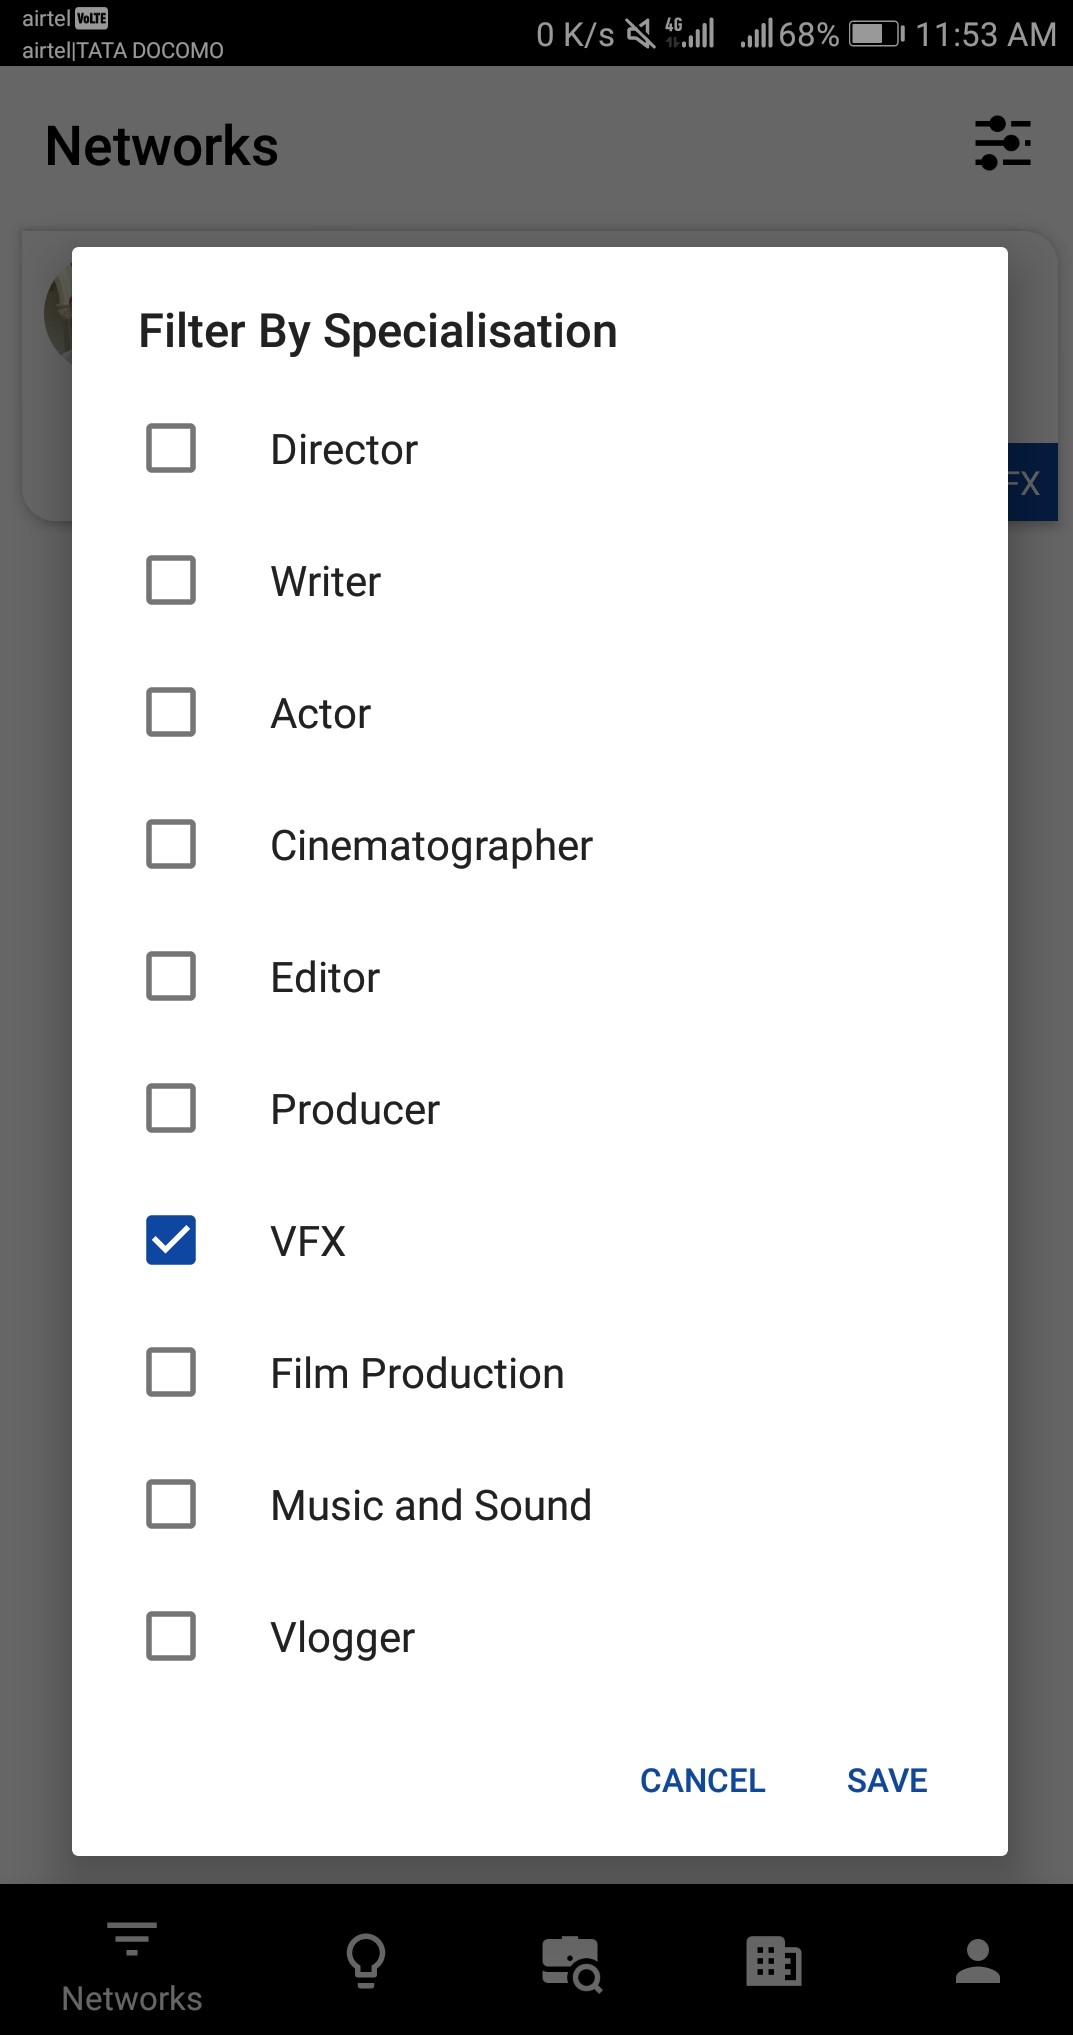 airtel VoLTE
airtel|TATA DOCOMO
0 K/s 4G 68% 11:53 AM
Networks
Filter By Specialisation
Director
FX
Writer
Actor
Cinematographer
Editor
Producer
VFX
Film Production
Music and Sound
Vlogger
CANCEL SAVE
Networks